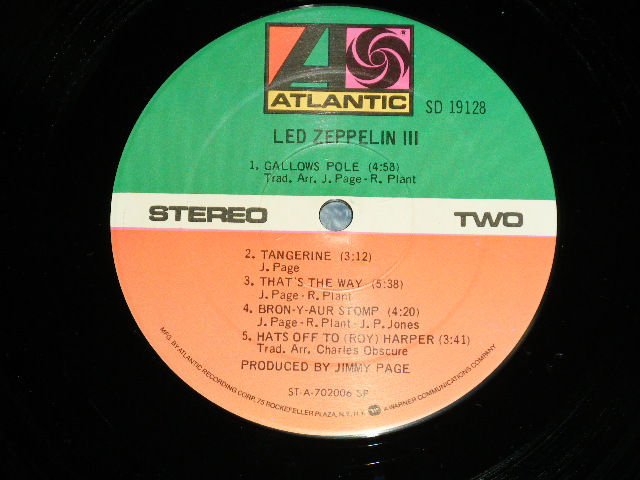 ATLANTIC
SD 19128
LED ZEPPELIN III
1. GALLOWS POLE (4:58)
Trad. Arr. J. Page - R. Plant
STEREO
TWO
2. TANGERINE (3:12)
J. Page
3. THAT'S THE WAY (5:38)
J. Page - R. Plant
4. BRON-Y-AUR STOMP (4:20)
J. Page - R. Plant - J. P. Jones
5. HATS OFF TO (ROY) HARPER (3:41)
Trad. Arr. Charles Obscure
PRODUCED BY JIMMY PAGE
ST-A-702006 SP
MFG. BY ATLANTIC RECORDING CORP., 75 ROCKEFELLER PLAZA, N.Y., N.Y. A WARNER COMMUNICATIONS COMPANY